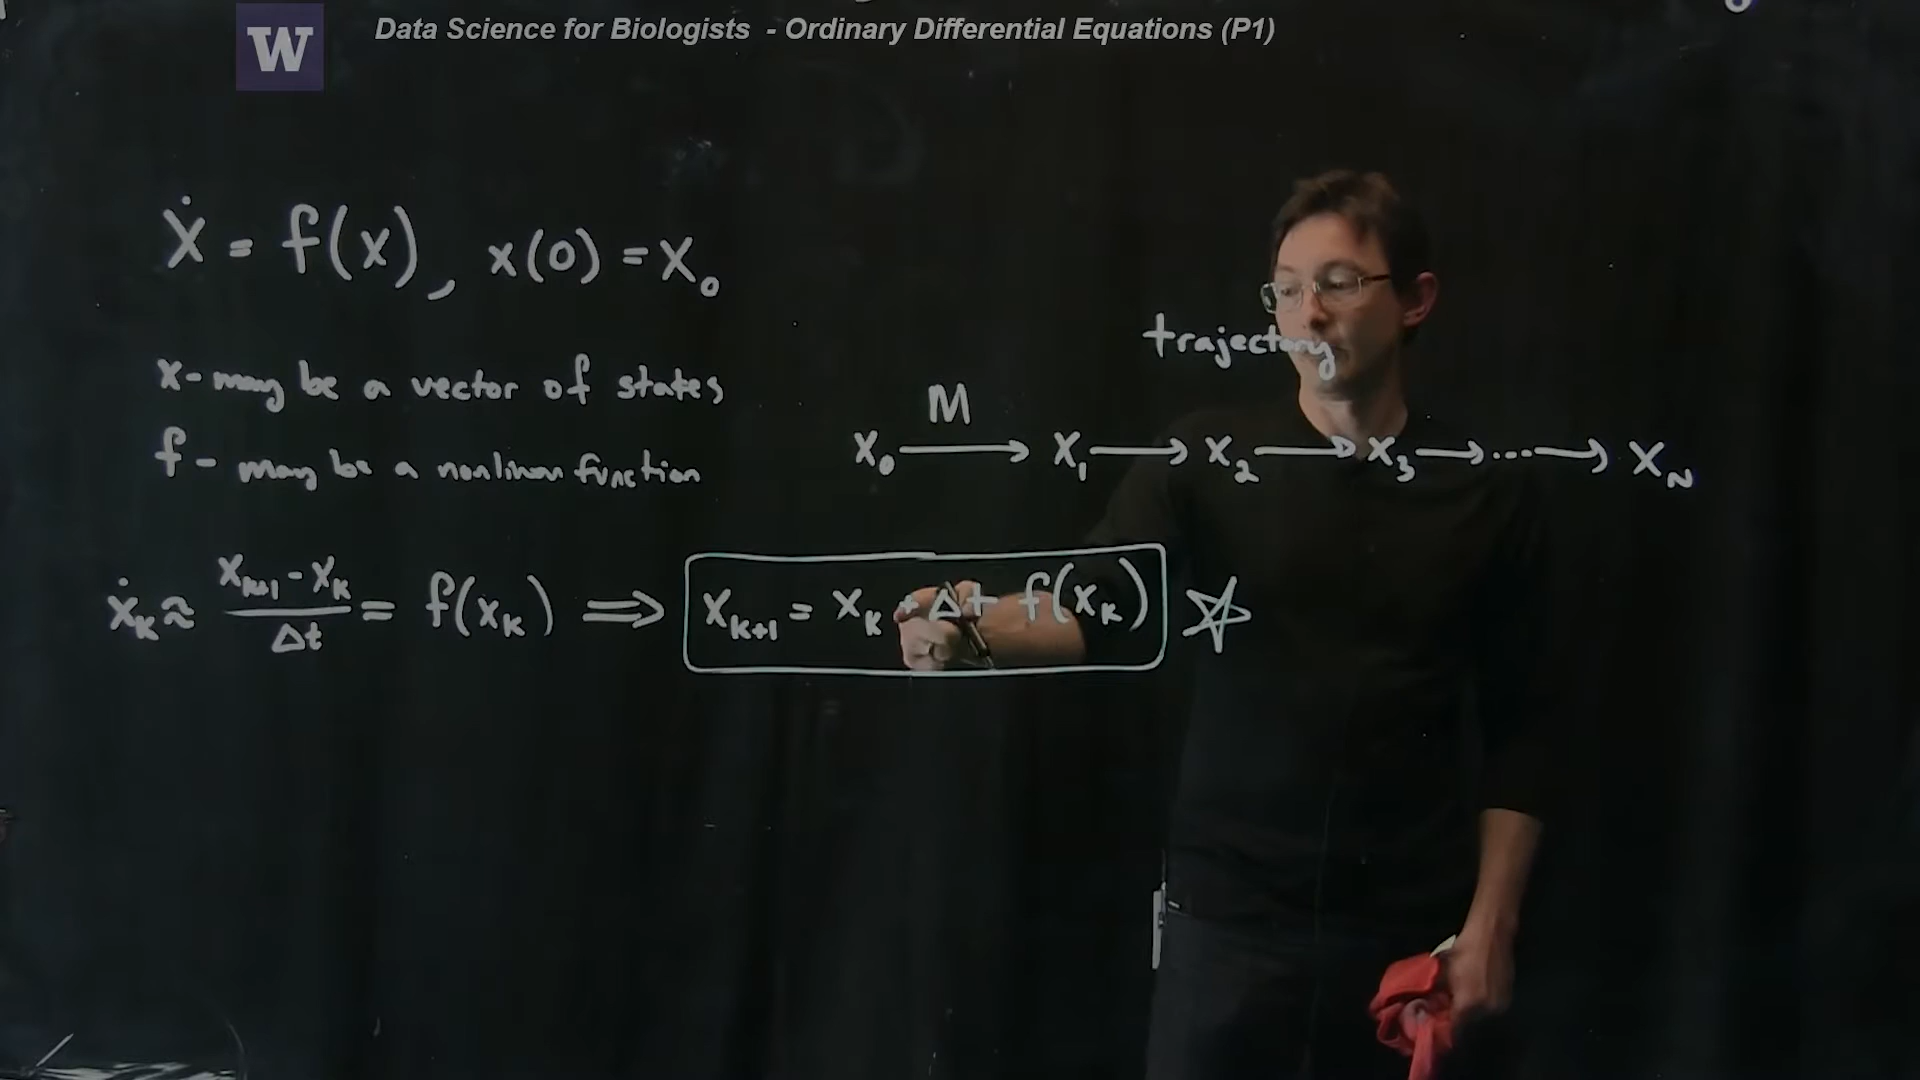 W
Data Science for Biologists - Ordinary Differential Equations (P1)
ẋ = f(x), x(0) = x₀
trajectory
x - may be a vector of states
M
x₀ → x₁ → x₂ → x₃ → ... → x_N
f - may be a nonlinear function
ẋ_k ≈ (x_{k+1} - x_k)/Δt = f(x_k) ⇒ x_{k+1} = x_k + Δt f(x_k) ☆